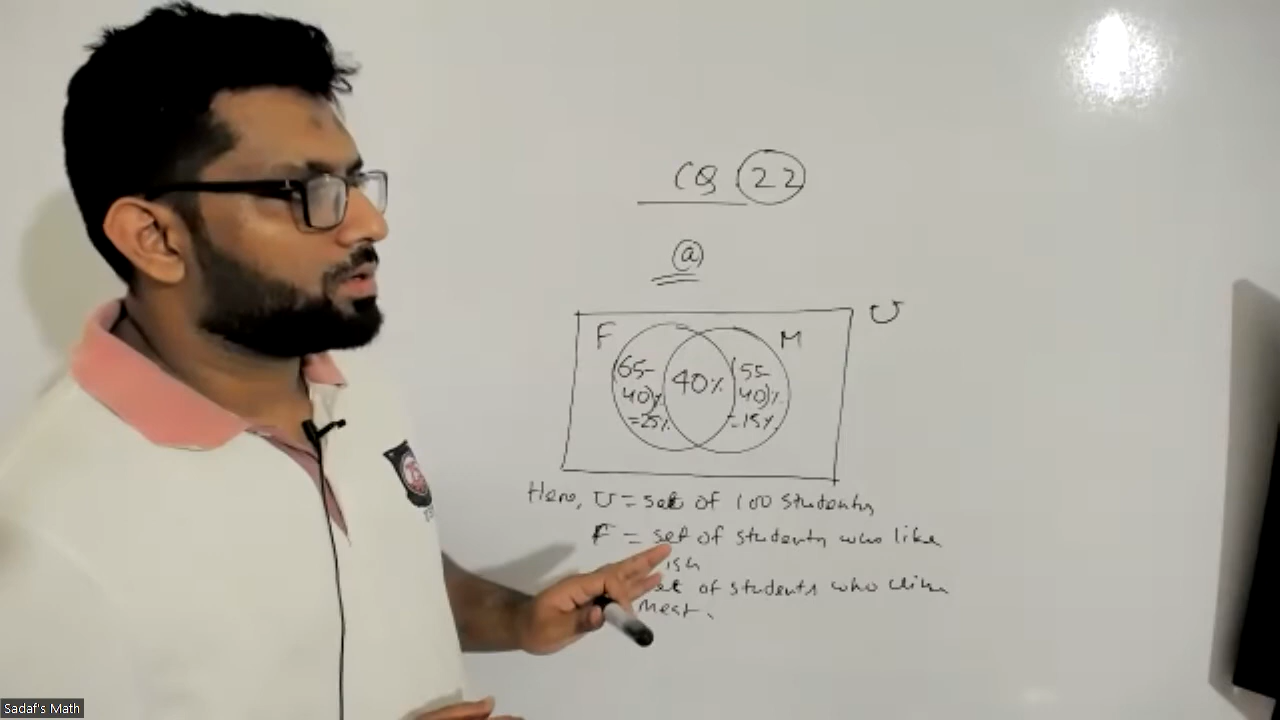 CQ 22
a
U
F M
(65- 40% (55-
40)% 40)%
=25% =15%
Here, U = set of 100 students
F = set of students who like
ish
set of students who like
meat.
Sadaf's Math